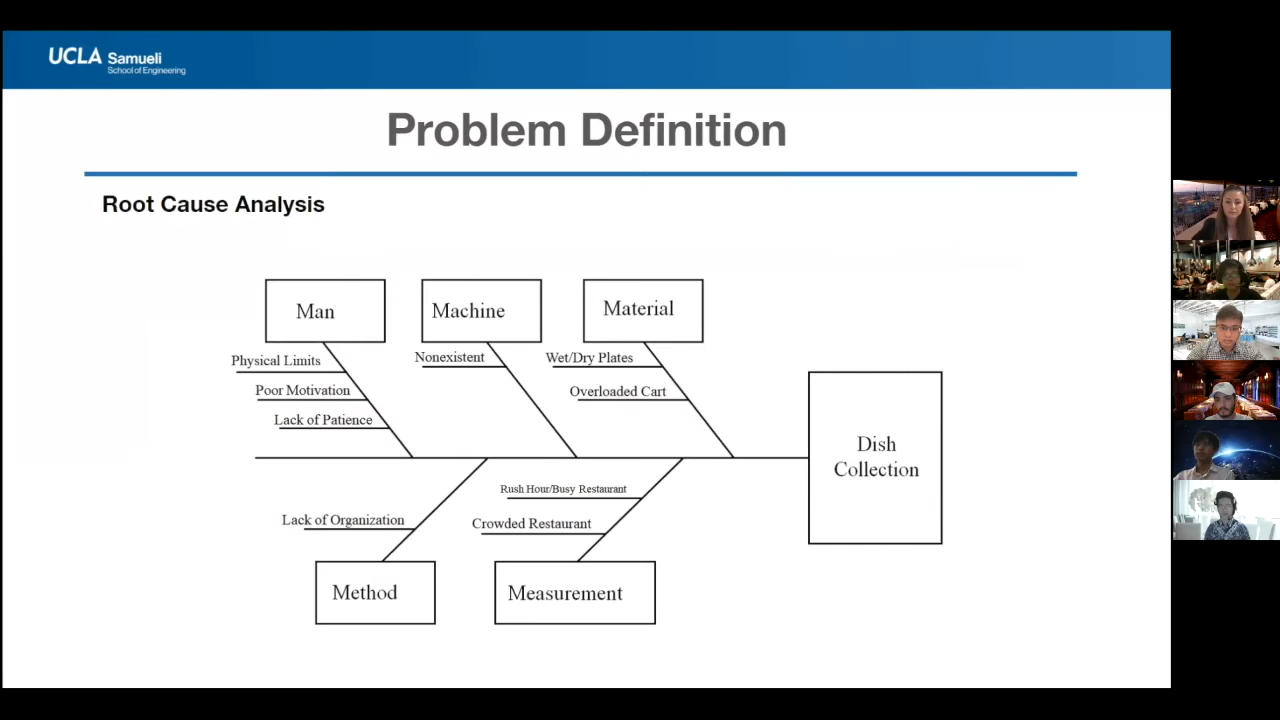 UCLA Samueli
School of Engineering
Problem Definition
Root Cause Analysis
Man
Machine
Material
Physical Limits
Poor Motivation
Lack of Patience
Nonexistent
Wet/Dry Plates
Overloaded Cart
Dish
Collection
Lack of Organization
Rush Hour/Busy Restaurant
Crowded Restaurant
Method
Measurement